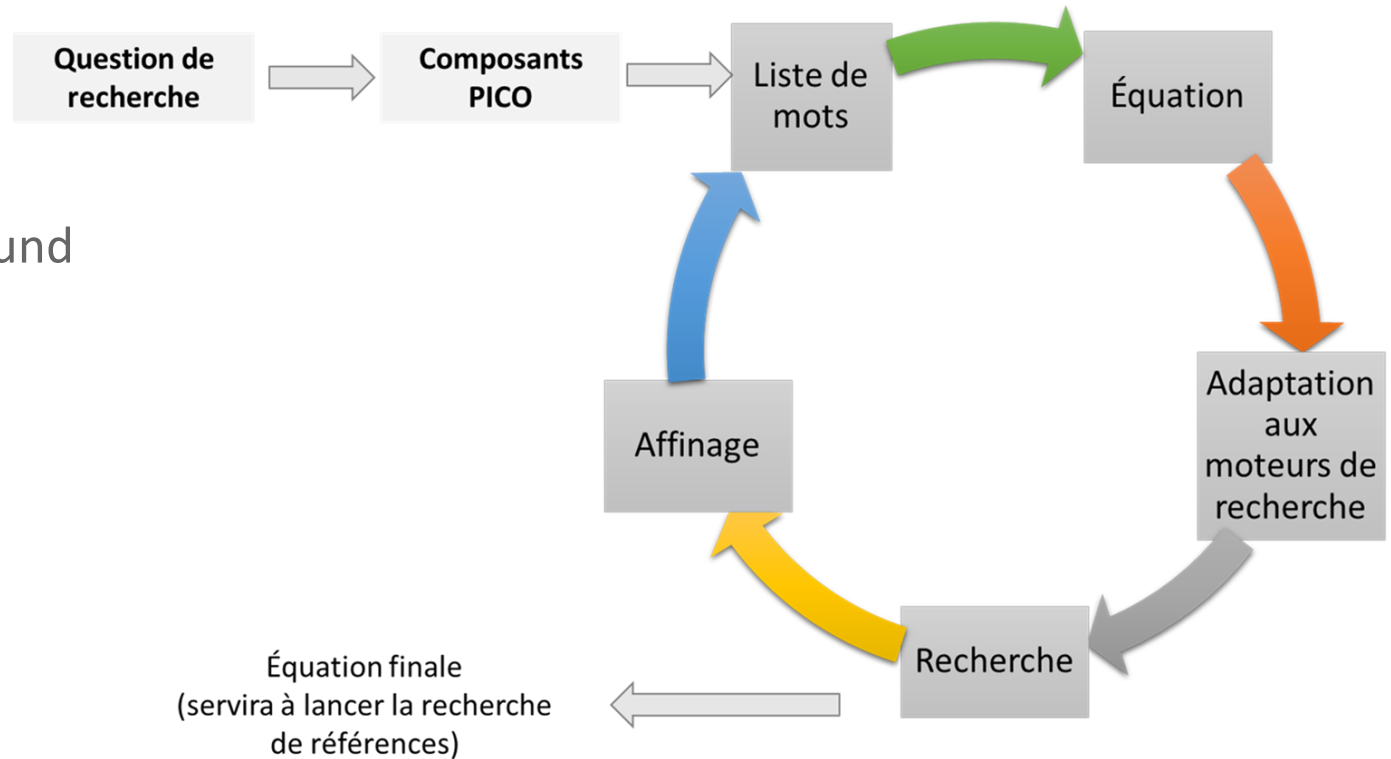 Question de
recherche
Composants
PICO
Liste de
mots
Équation
und
Adaptation
aux
moteurs de
recherche
Affinage
Recherche
Équation finale
(servira à lancer la recherche
de références)